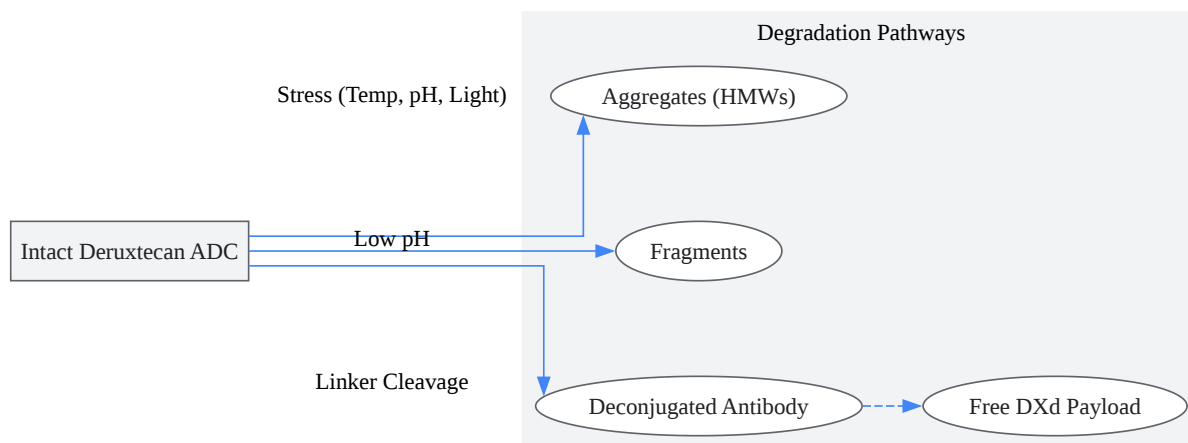 Degradation Pathways
Stress (Temp, pH, Light)
Aggregates (HMWs)
Intact Deruxtecan ADC
Low pH
Fragments
Linker Cleavage
Deconjugated Antibody
Free DXd Payload